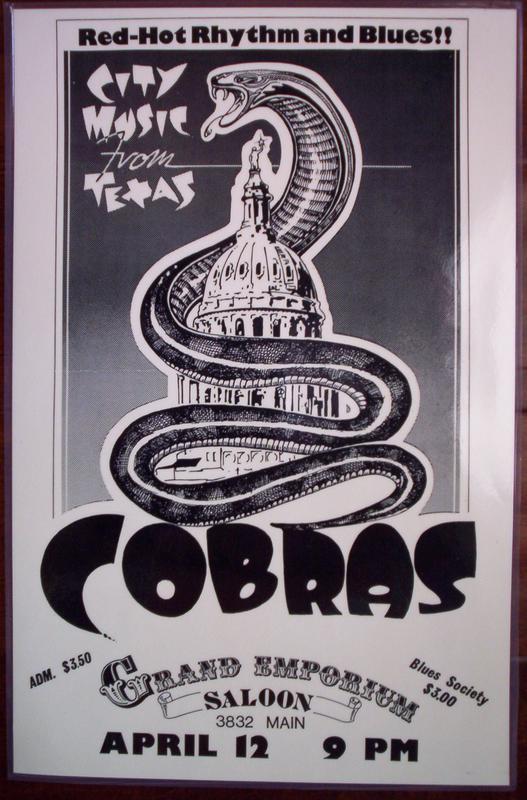 Red-Hot Rhythm and Blues!!
CITY
MUSIC
from
TEXAS
COBRAS
ADM. $3.50
GRAND EMPORIUM
SALOON
3832 MAIN
Blues Society
$3.00
APRIL 12 9 PM